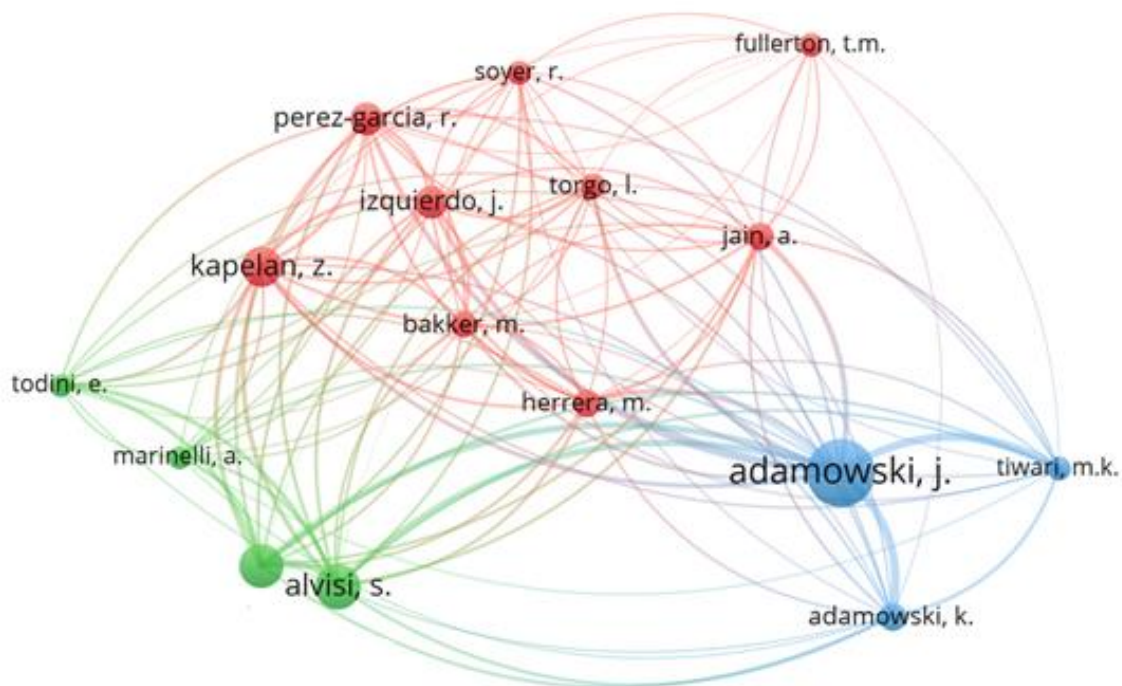 fullerton, t.m.
soyer, r.
perez-garcia, r.
torgo, l.
izquierdo, j.
jain, a.
kapelan, z.
bakker, m.
todini, e.
herrera, m.
marinelli, a.
adamowski, j.
tiwari, m.k.
alvisi, s.
adamowski, k.